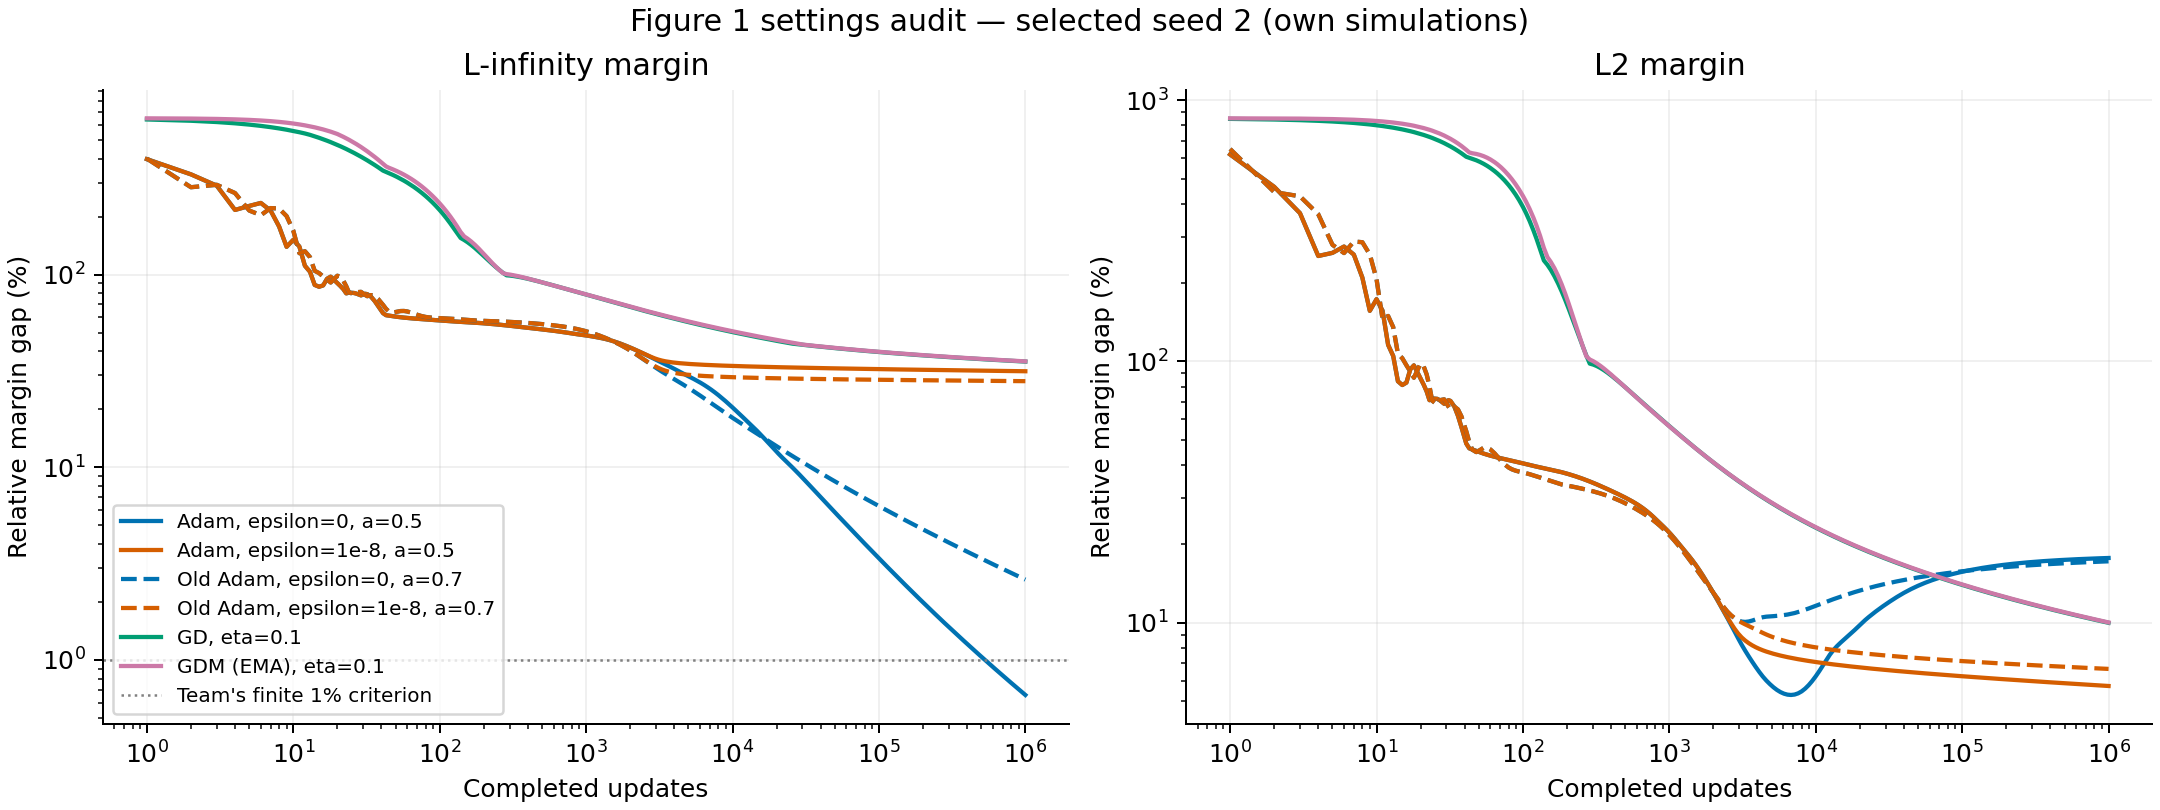 Figure 1 settings audit — selected seed 2 (own simulations)
L-infinity margin
Relative margin gap (%)
10²
10¹
10⁰
Adam, epsilon=0, a=0.5
Adam, epsilon=1e-8, a=0.5
Old Adam, epsilon=0, a=0.7
Old Adam, epsilon=1e-8, a=0.7
GD, eta=0.1
GDM (EMA), eta=0.1
Team's finite 1% criterion
10⁰ 10¹ 10² 10³ 10⁴ 10⁵ 10⁶
Completed updates
L2 margin
Relative margin gap (%)
10³
10²
10¹
10⁰ 10¹ 10² 10³ 10⁴ 10⁵ 10⁶
Completed updates